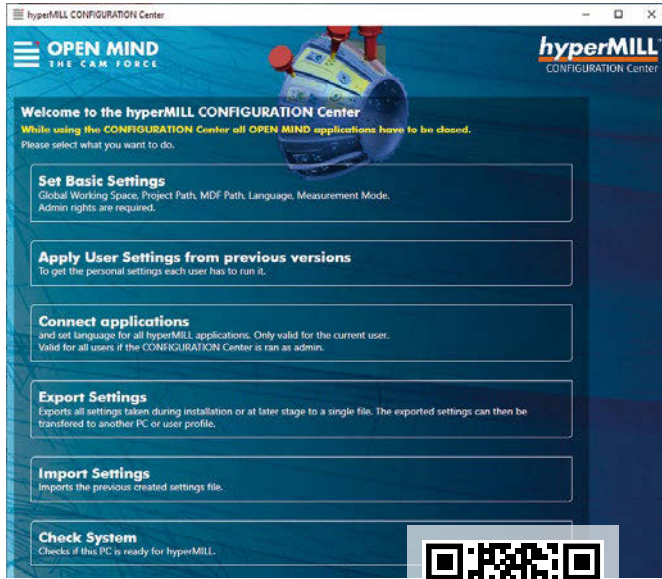 hyperMILL CONFIGURATION Center
OPEN MIND
THE CAM FORCE
hyperMILL
CONFIGURATION Center
Welcome to the hyperMILL CONFIGURATION Center
While using the CONFIGURATION Center all OPEN MIND applications have to be closed.
Please select what you want to do.
Set Basic Settings
Global Working Space, Project Path, MDF Path, Language, Measurement Mode.
Admin rights are required.
Apply User Settings from previous versions
To get the personal settings each user has to run it.
Connect applications
and set language for all hyperMILL applications. Only valid for the current user.
Valid for all users if the CONFIGURATION Center is ran as admin.
Export Settings
Exports all settings taken during installation or at later stage to a single file. The exported settings can then be
transfered to another PC or user profile.
Import Settings
Imports the previous created settings file.
Check System
Checks if this PC is ready for hyperMILL.